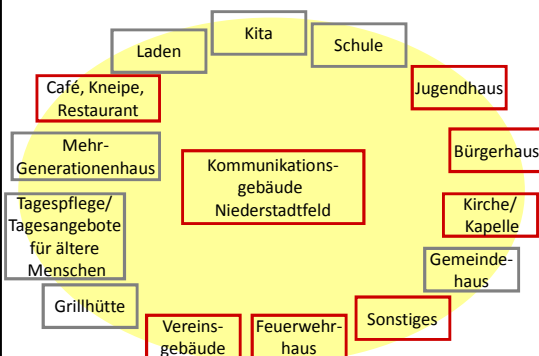 Kita
Laden
Schule
Café, Kneipe,
Restaurant
Jugendhaus
Mehr-
Generationenhaus
Bürgerhaus
Kommunikations-
gebäude
Niederstadtfeld
Tagespflege/
Tagesangebote
für ältere
Menschen
Kirche/
Kapelle
Gemeinde-
haus
Grillhütte
Sonstiges
Vereins-
gebäude
Feuerwehr-
haus